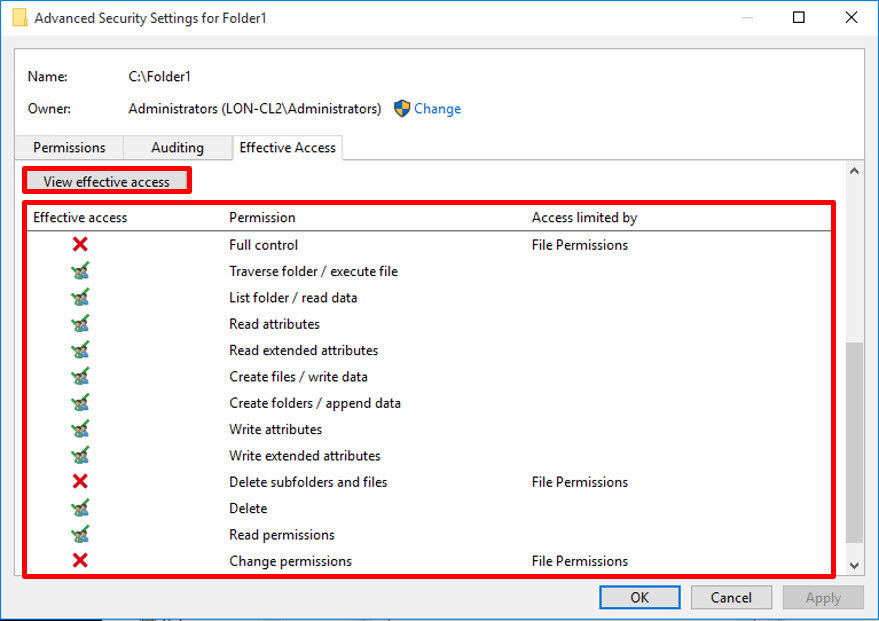 Advanced Security Settings for Folder1
Name: C:\Folder1
Owner: Administrators (LON-CL2\Administrators) Change
Permissions Auditing Effective Access
View effective access
Effective access Permission Access limited by
Full control File Permissions
Traverse folder / execute file
List folder / read data
Read attributes
Read extended attributes
Create files / write data
Create folders / append data
Write attributes
Write extended attributes
Delete subfolders and files File Permissions
Delete
Read permissions
Change permissions File Permissions
OK Cancel Apply